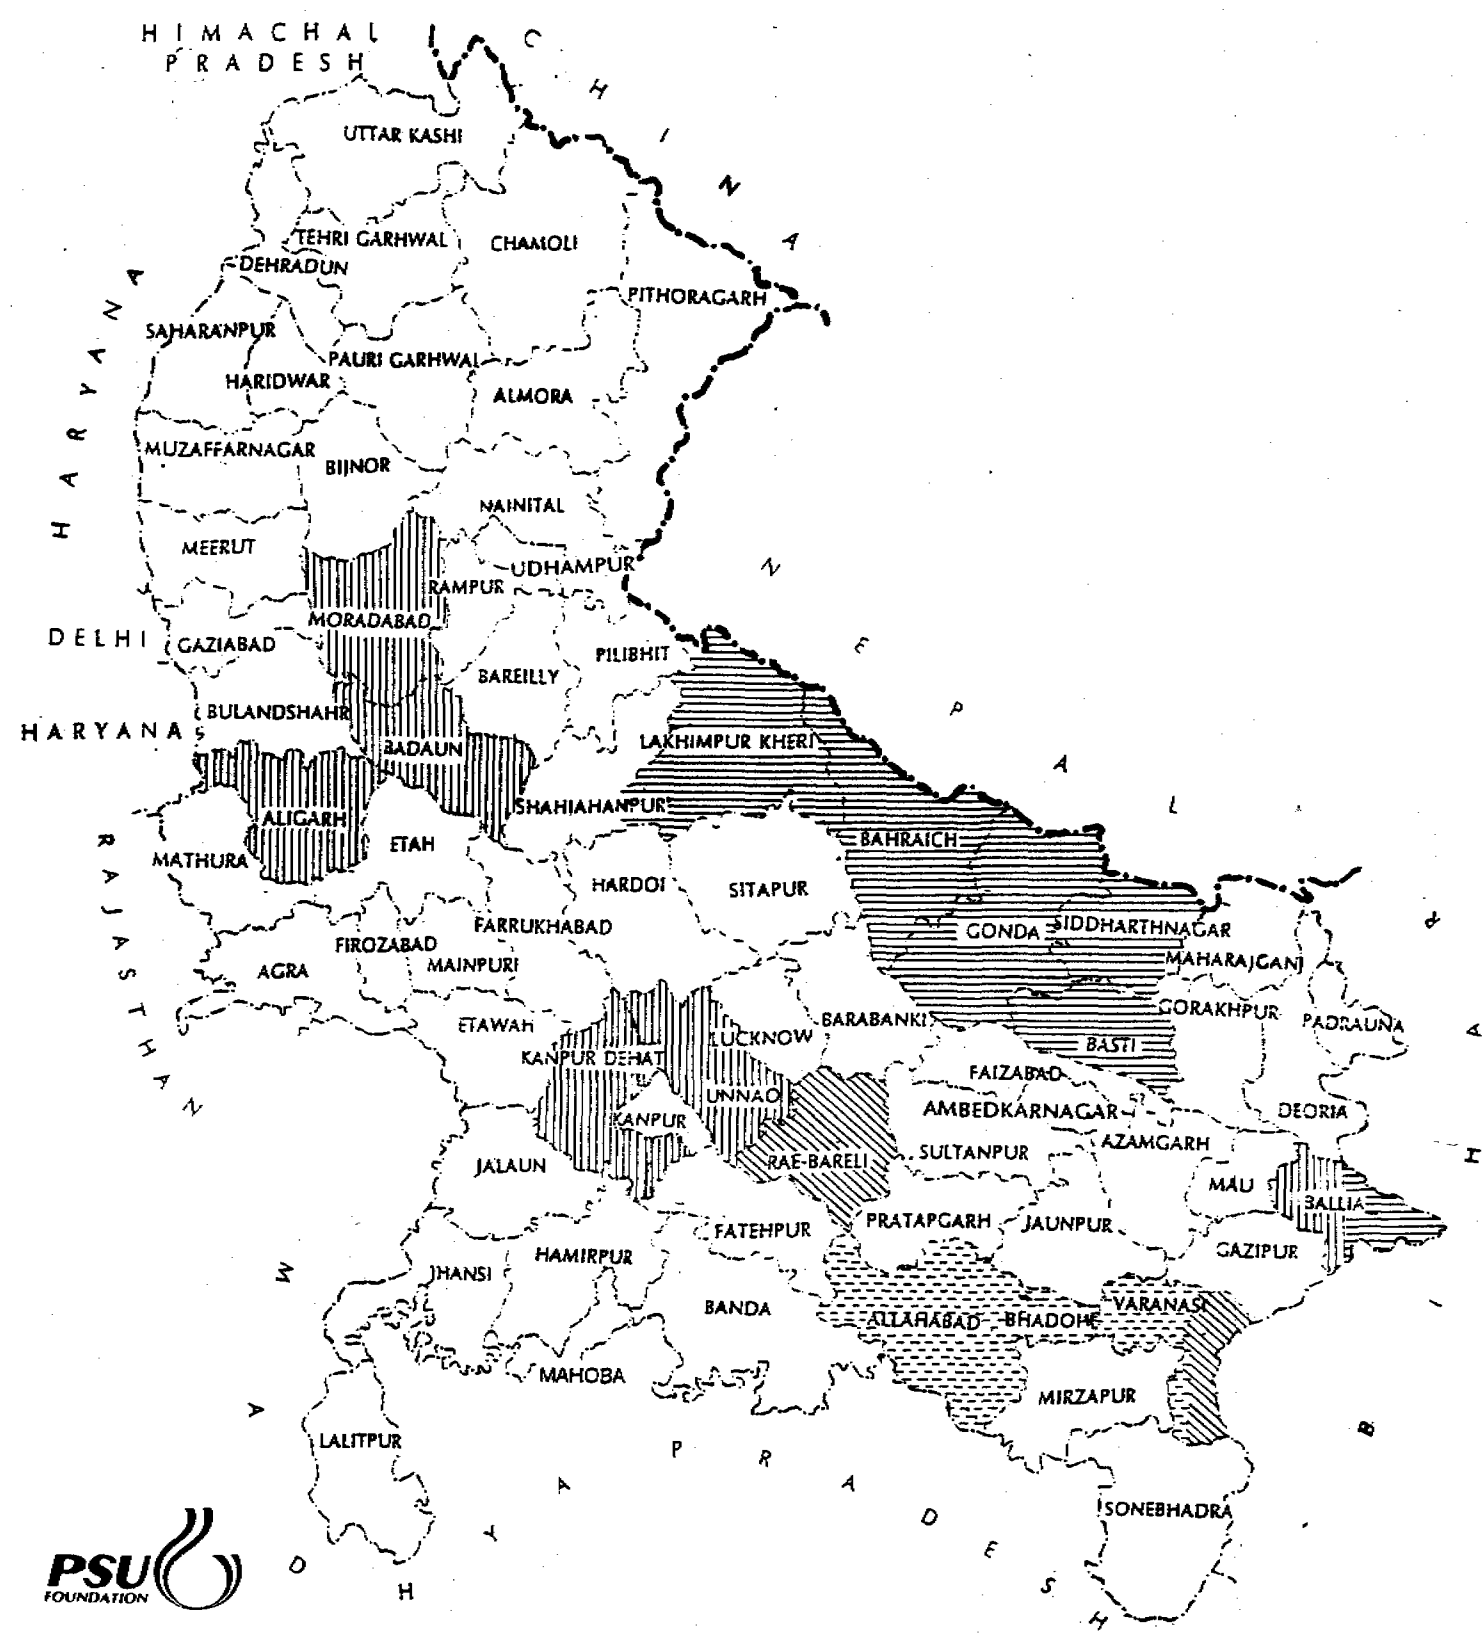 HIMACHAL
PRADESH
CHINA
UTTAR KASHI
TEHRI GARHWAL
CHAMOLI
DEHRADUN
PITHORAGARH
HARYANA
SAHARANPUR
PAURI GARHWAL
HARIDWAR
ALMORA
MUZAFFARNAGAR
BIJNOR
NAINITAL
MEERUT
UDHAMPUR
RAMPUR
NEPAL
MORADABAD
DELHI
GAZIABAD
PILIBHIT
BAREILLY
BULANDSHAHR
HARYANA
LAKHIMPUR KHERI
BADAUN
SHAHJAHANPUR
ALIGARH
ETAH
BAHRAICH
RAJASTHAN
MATHURA
HARDOI
SITAPUR
FARRUKHABAD
GONDA
SIDDHARTHNAGAR
FIROZABAD
MAINPURI
MAHARAJGANJ
AGRA
GORAKHPUR
ETAWAH
LUCKNOW
BARABANKI
PADRAUNA
KANPUR DEHAT
BASTI
FAIZABAD
UNNAO
AMBEDKARNAGAR
DEORIA
KANPUR
AZAMGARH
SULTANPUR
JALAUN
RAE-BARELI
MAU
BALLIA
PRATAPGARH
JAUNPUR
FATEHPUR
GAZIPUR
HAMIRPUR
JHANSI
BANDA
VARANASI
ALLAHABAD
BHADOHI
MAHOBA
MIRZAPUR
LALITPUR
SONEBHADRA
BIHAR
MADHYA PRADESH
PSU
FOUNDATION